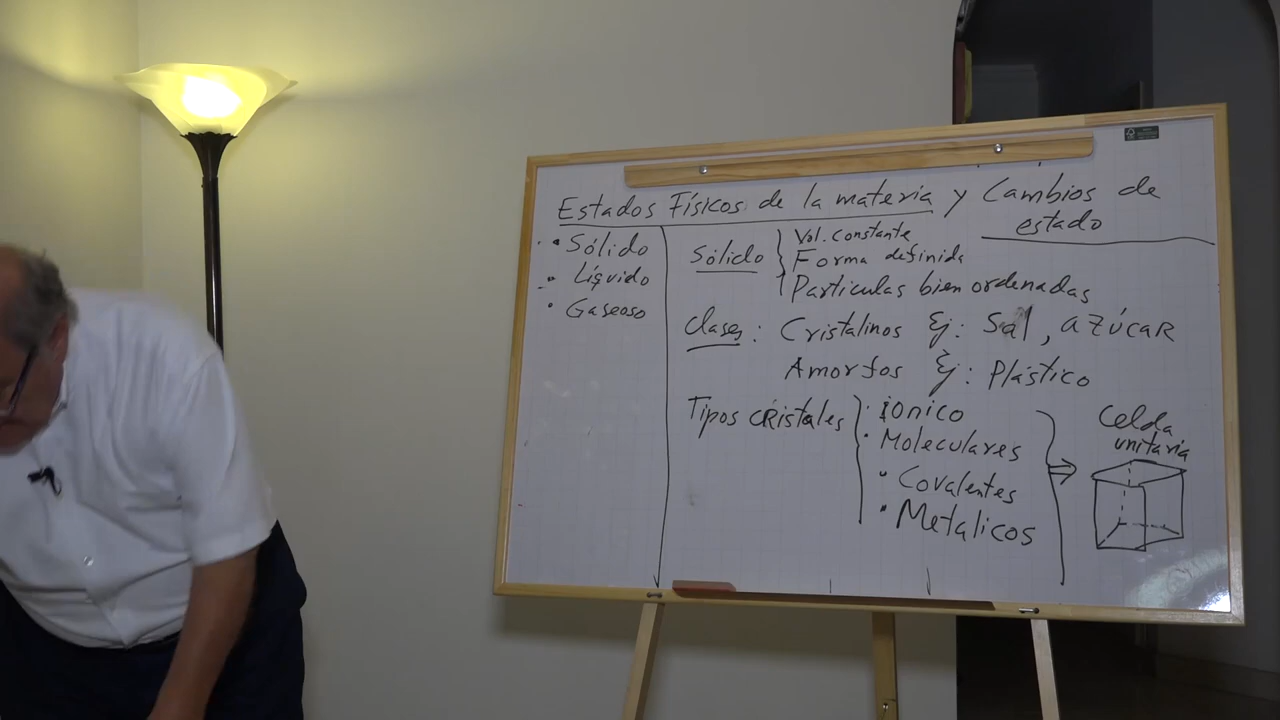 Estados Físicos de la materia y Cambios de
estado
• Sólido
• Líquido
• Gaseoso
Sólido
Vol. Constante
Forma definida
Particulas bien ordenadas
Clases: Cristalinos Ej: Sal, AZÚCAR
Amorfos Ej: Plástico
Tipos CRistales
• iONico
• Moleculares
• Covalentes
• Metalicos
⇒
Celda
unitaria